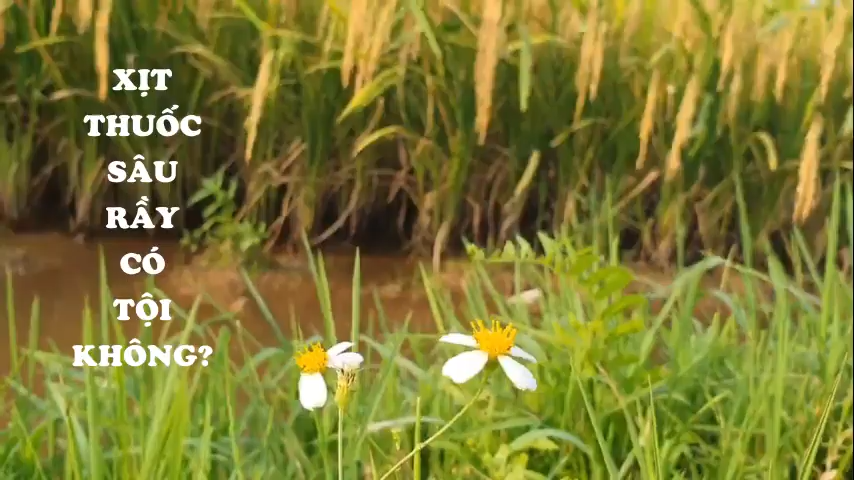 XỊT
THUỐC
SÂU
RẦY
CÓ
TỘI
KHÔNG?